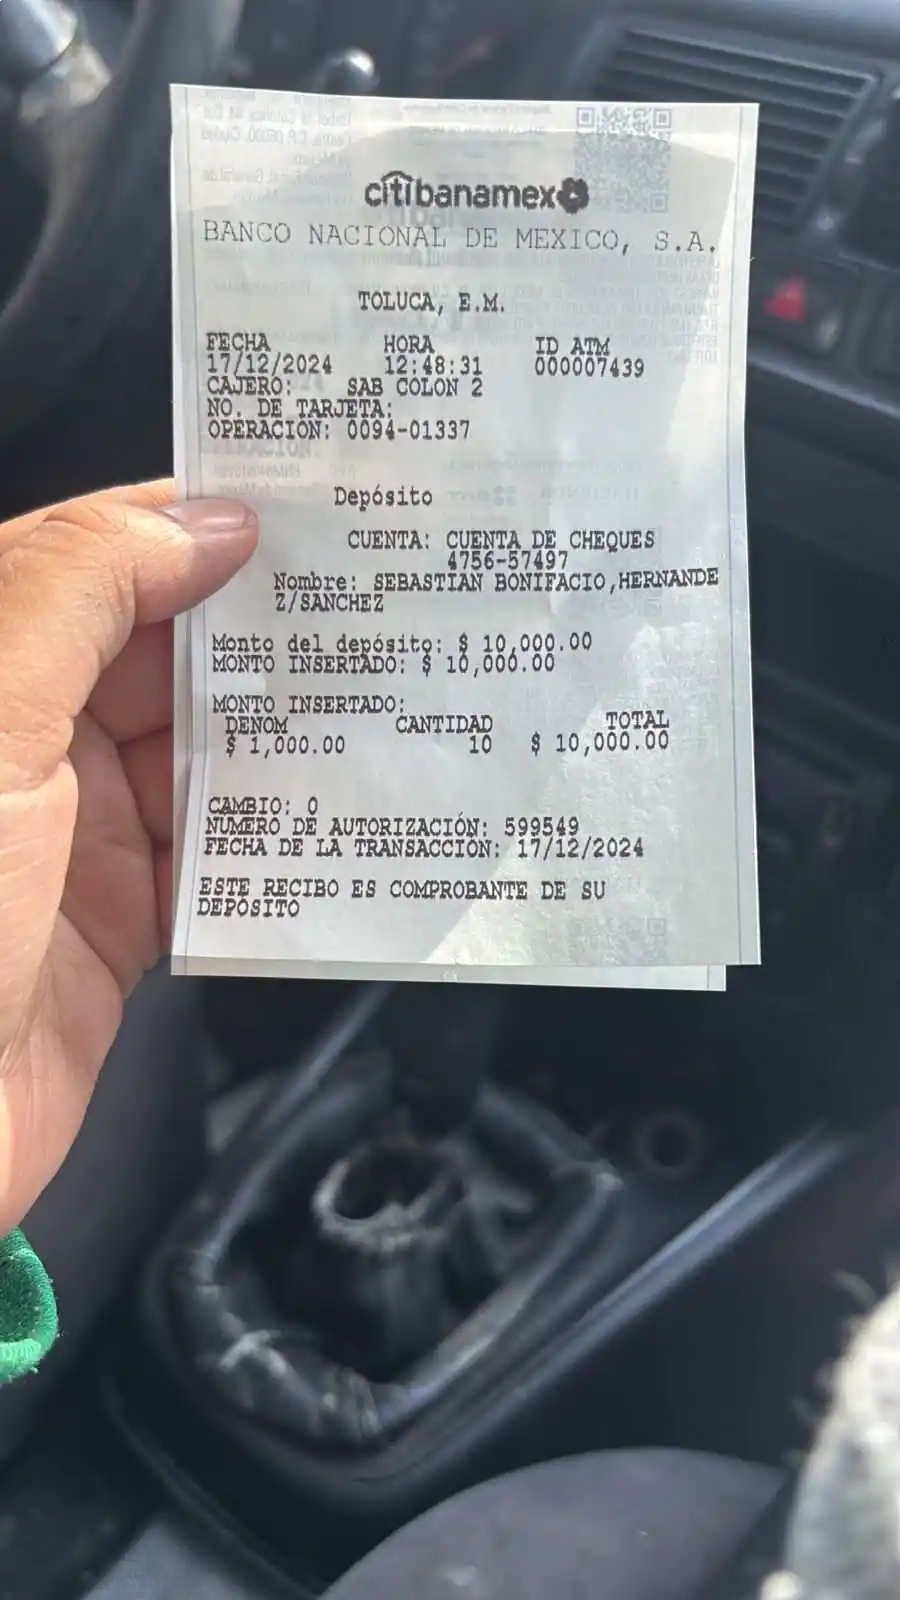 citibanamex
BANCO NACIONAL DE MEXICO, S.A.
TOLUCA, E.M.
FECHA HORA ID ATM
17/12/2024 12:48:31 000007439
CAJERO: SAB COLON 2
NO. DE TARJETA:
OPERACIÓN: 0094-01337
Depósito
CUENTA: CUENTA DE CHEQUES
4756-57497
Nombre: SEBASTIAN BONIFACIO,HERNANDE
Z/SANCHEZ
Monto del depósito: $ 10,000.00
MONTO INSERTADO: $ 10,000.00
MONTO INSERTADO:
DENOM CANTIDAD TOTAL
$ 1,000.00 10 $ 10,000.00
CAMBIO: 0
NÚMERO DE AUTORIZACIÓN: 599549
FECHA DE LA TRANSACCIÓN: 17/12/2024
ESTE RECIBO ES COMPROBANTE DE SU
DEPÓSITO